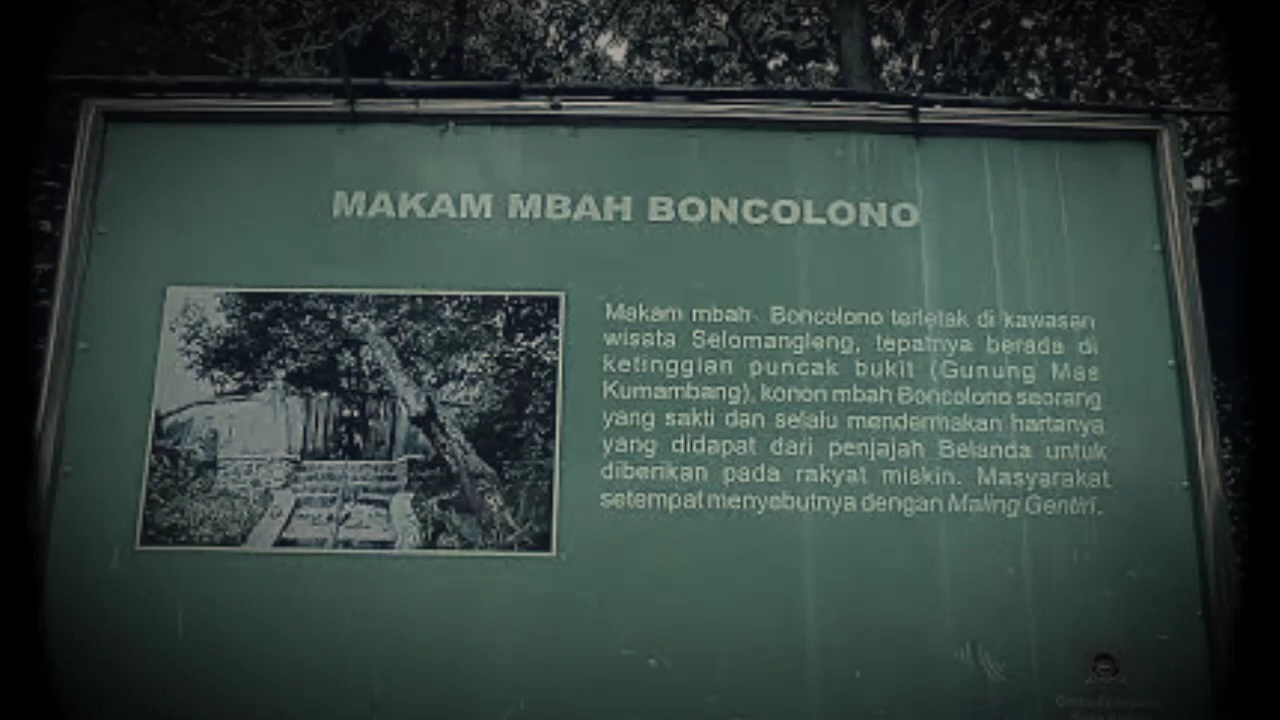 MAKAM MBAH BONCOLONO
Makam mbah Boncolono terletak di kawasan
wisata Selomangleng, tepatnya berada di
ketinggian puncak bukit (Gunung Mas
Kumambang), konon mbah Boncolono seorang
yang sakti dan selalu mendermakan hartanya
yang didapat dari penjajah Belanda untuk
diberikan pada rakyat miskin. Masyarakat
setempat menyebutnya dengan Maling Gentiri.